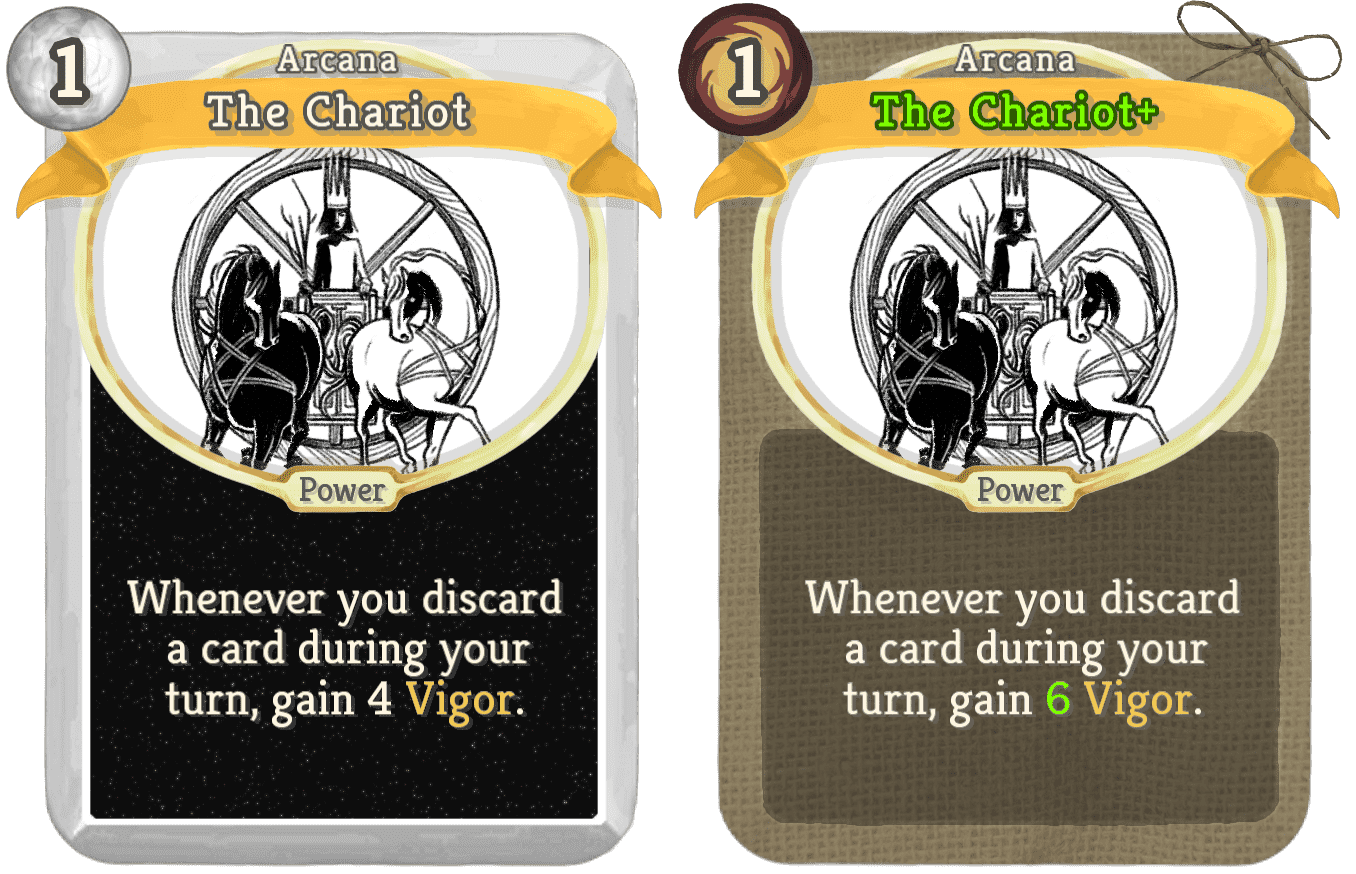 1
Arcana
The Chariot
Power
Whenever you discard
a card during your
turn, gain 4 Vigor.
1
Arcana
The Chariot+
Power
Whenever you discard
a card during your
turn, gain 6 Vigor.